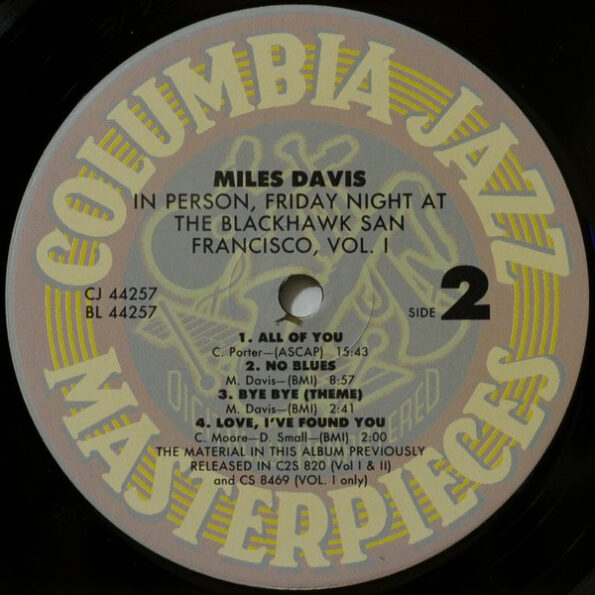 COLUMBIA JAZZ
MASTERPIECES
MILES DAVIS
IN PERSON, FRIDAY NIGHT AT
THE BLACKHAWK SAN
FRANCISCO, VOL. I
CJ 44257
BL 44257
SIDE 2
1. ALL OF YOU
C. Porter—(ASCAP) 15:43
2. NO BLUES
M. Davis—(BMI) 8:57
3. BYE BYE (THEME)
M. Davis—(BMI) 2:41
4. LOVE, I'VE FOUND YOU
C. Moore—D. Small—(BMI) 2:00
THE MATERIAL IN THIS ALBUM PREVIOUSLY
RELEASED IN C2S 820 (Vol I & II)
and CS 8469 (VOL. I only)